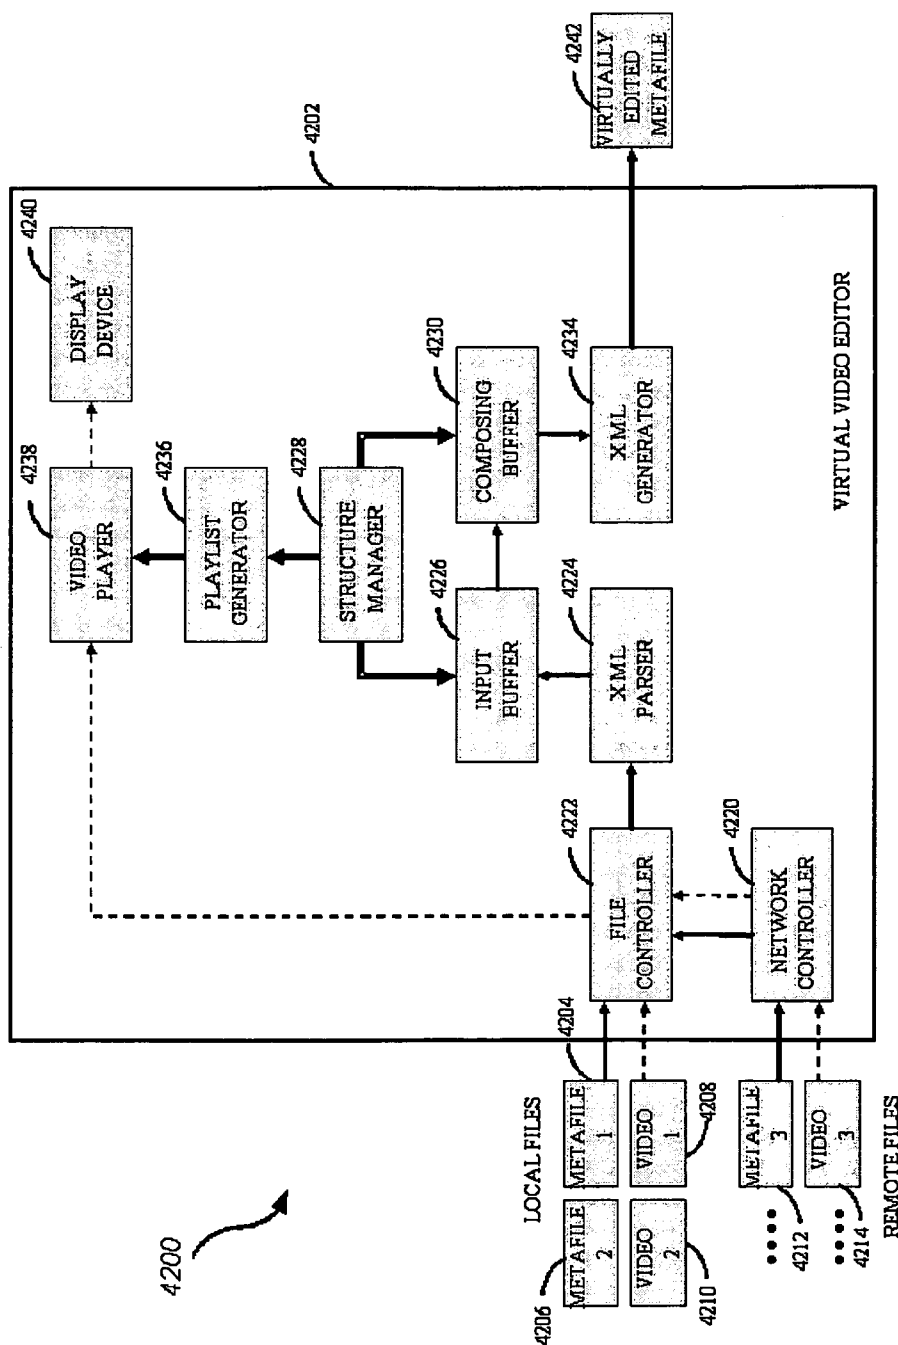 4200
4202
VIRTUAL VIDEO EDITOR
LOCAL FILES
METAFILE
2
4206
METAFILE
1
4204
VIDEO
2
4210
VIDEO
1
4208
METAFILE
3
4212
VIDEO
3
4214
REMOTE FILES
FILE
CONTROLLER
4222
NETWORK
CONTROLLER
4220
VIDEO
PLAYER
4238
DISPLAY
DEVICE
4240
PLAYLIST
GENERATOR
4236
STRUCTURE
MANAGER
4228
INPUT
BUFFER
4226
COMPOSING
BUFFER
4230
XML
PARSER
4224
XML
GENERATOR
4234
VIRTUALLY
EDITED
METAFILE
4242